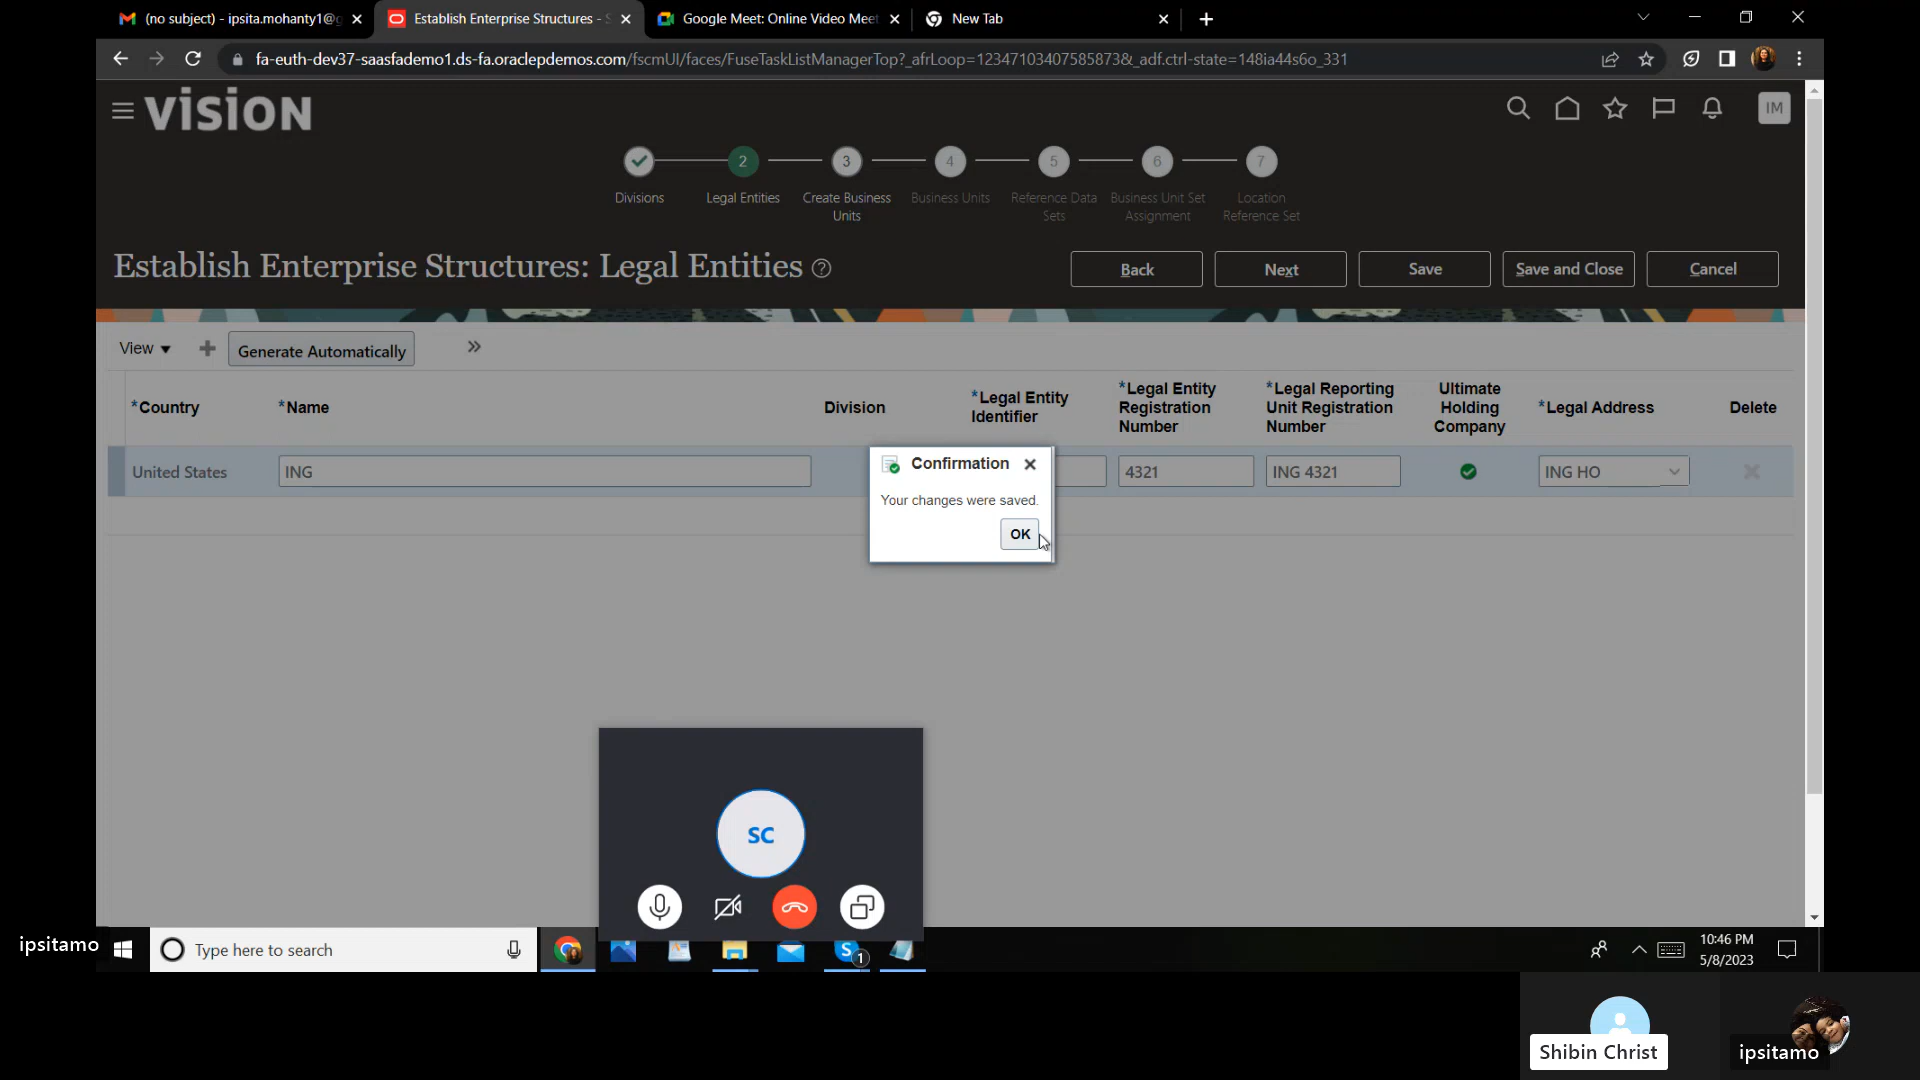 (no subject) - ipsita.mohanty1@g
Establish Enterprise Structures - S
Google Meet: Online Video Meet
New Tab
fa-euth-dev37-saasfademo1.ds-fa.oraclepdemos.com/fscmUI/faces/FuseTaskListManagerTop?_afrLoop=12347103407585873&_adf.ctrl-state=148ia44s6o_331
VISION
IM
2 3 4 5 6 7
Divisions
Legal Entities
Create Business Units
Business Units
Reference Data Sets
Business Unit Set Assignment
Location Reference Set
Establish Enterprise Structures: Legal Entities ?
Back
Next
Save
Save and Close
Cancel
View
Generate Automatically
*Country
*Name
Division
*Legal Entity Identifier
*Legal Entity Registration Number
*Legal Reporting Unit Registration Number
Ultimate Holding Company
*Legal Address
Delete
United States
ING
4321
ING 4321
ING HO
Confirmation
Your changes were saved.
OK
SC
ipsitamo
Type here to search
S 1
10:46 PM
5/8/2023
Shibin Christ
ipsitamo